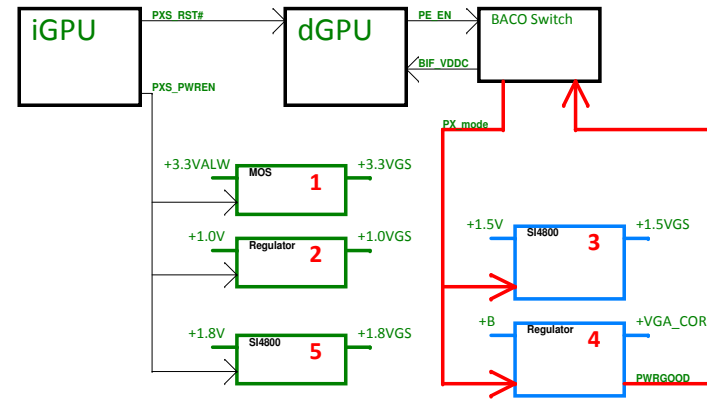 iGPU
PXS_RST#
dGPU
PE_EN
BACO Switch
BIF_VDDC
PXS_PWREN
PX_mode
+3.3VALW
MOS
1
+3.3VGS
+1.0V
Regulator
2
+1.0VGS
+1.5V
SI4800
3
+1.5VGS
+1.8V
SI4800
5
+1.8VGS
+B
Regulator
4
+VGA_COR
PWRGOOD